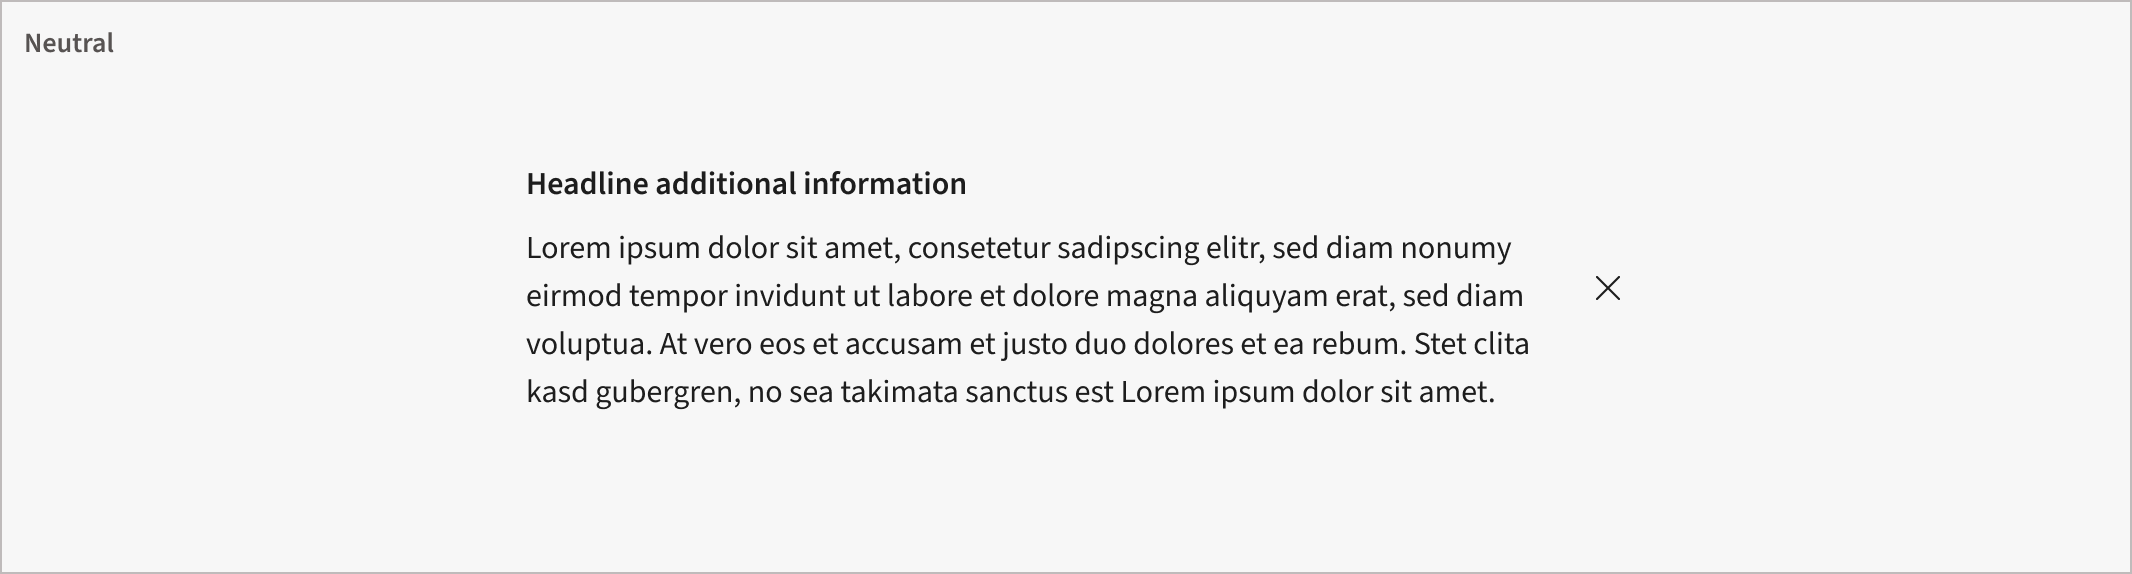 Neutral
Headline additional information
Lorem ipsum dolor sit amet, consetetur sadipscing elitr, sed diam nonumy
eirmod tempor invidunt ut labore et dolore magna aliquyam erat, sed diam
voluptua. At vero eos et accusam et justo duo dolores et ea rebum. Stet clita
kasd gubergren, no sea takimata sanctus est Lorem ipsum dolor sit amet.